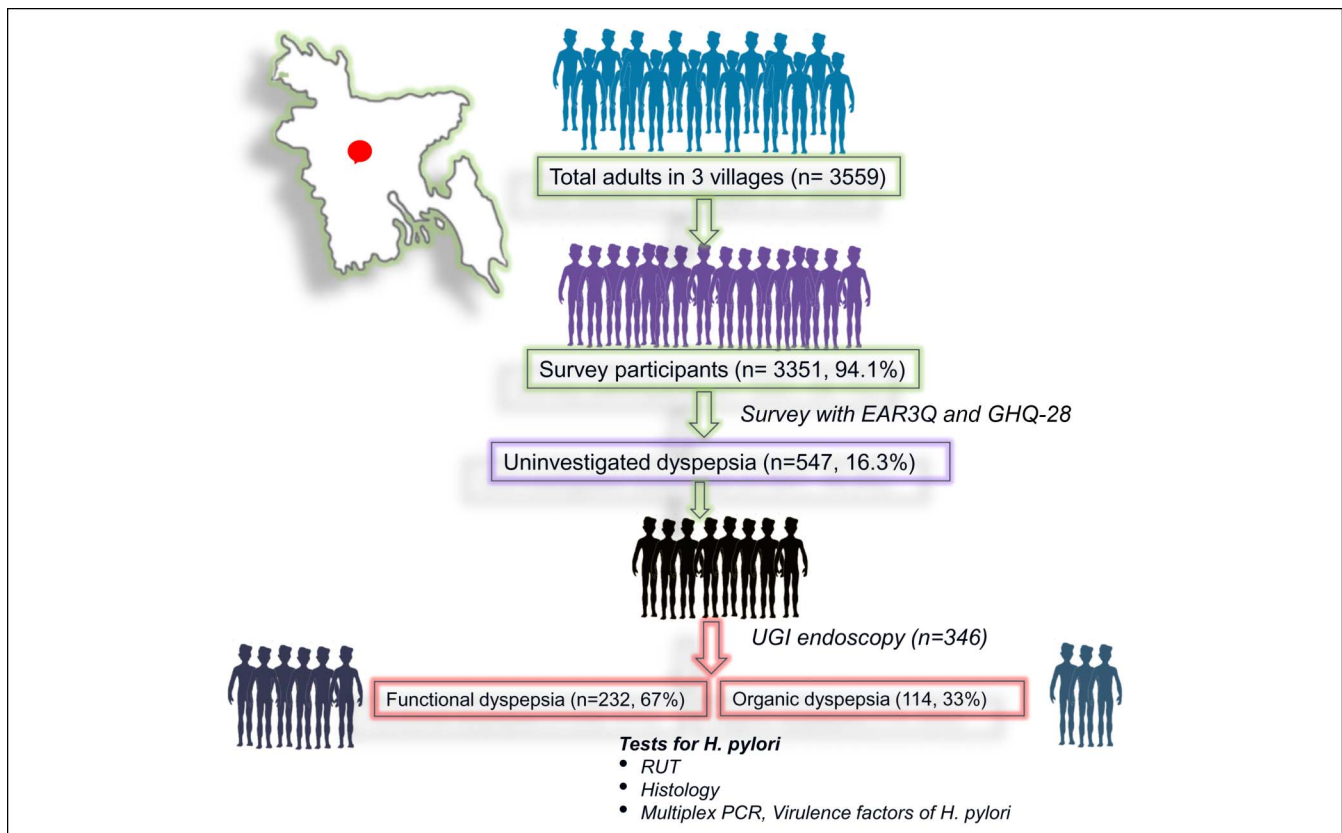 Total adults in 3 villages (n= 3559)
Survey participants (n= 3351, 94.1%)
Survey with EAR3Q and GHQ-28
Uninvestigated dyspepsia (n=547, 16.3%)
UGI endoscopy (n=346)
Functional dyspepsia (n=232, 67%)
Organic dyspepsia (114, 33%)
Tests for H. pylori
• RUT
• Histology
• Multiplex PCR, Virulence factors of H. pylori